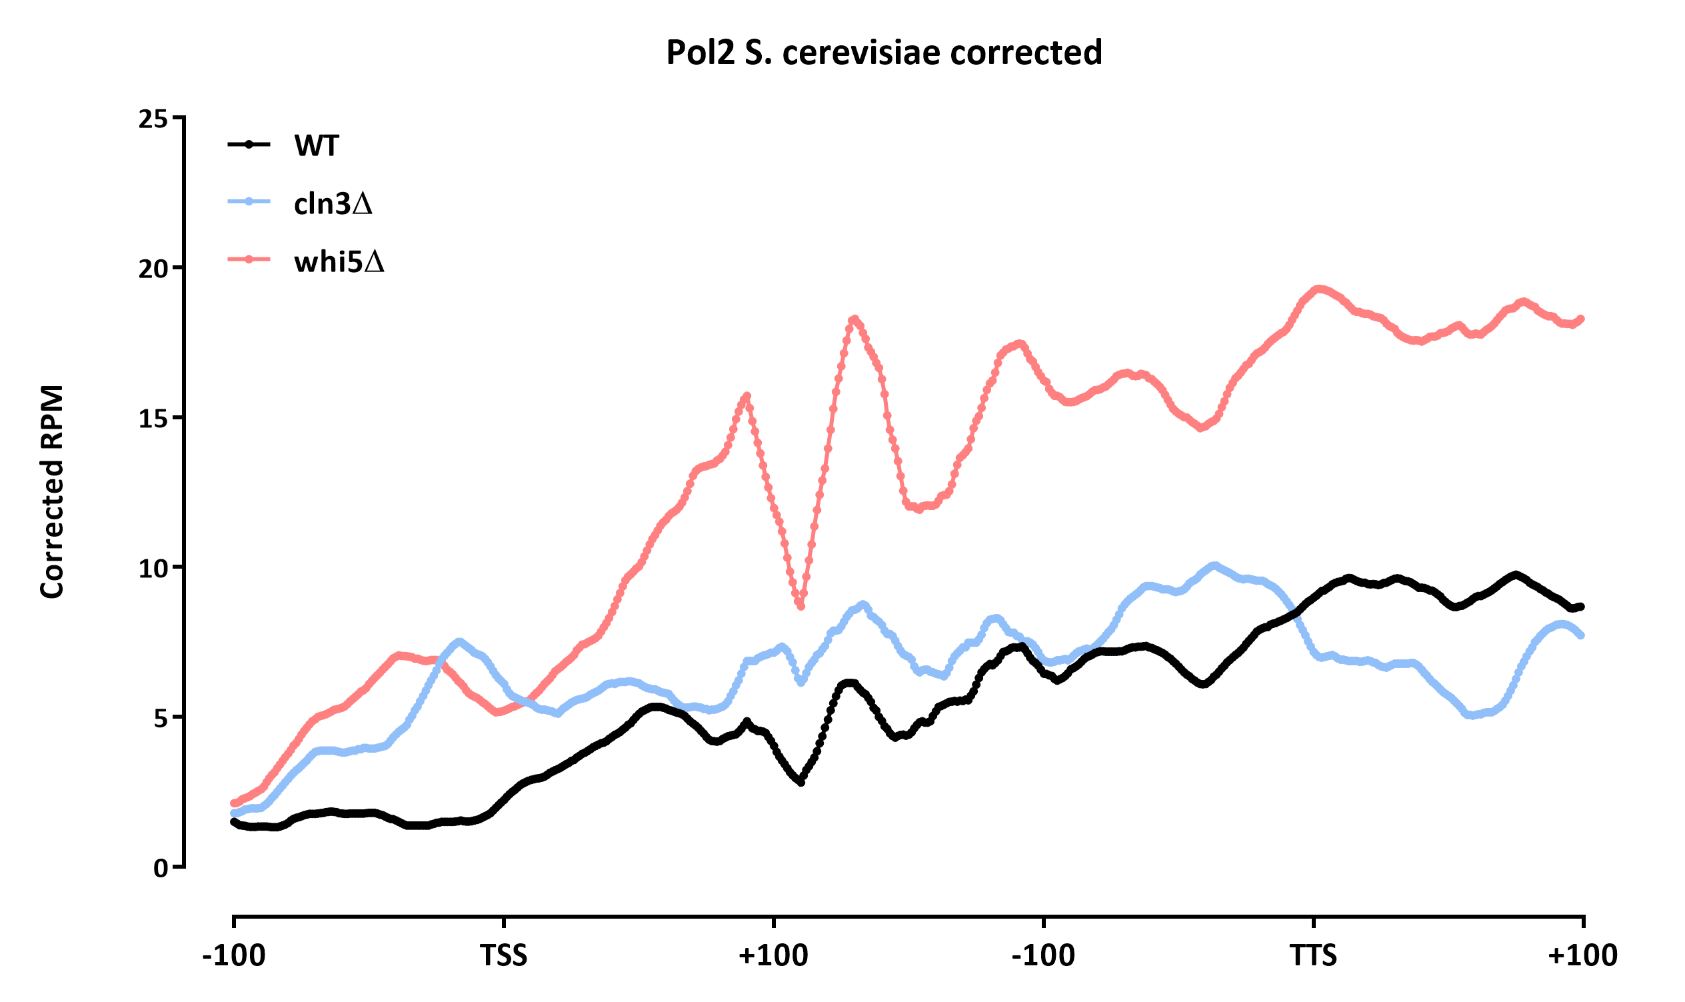 Pol2 S. cerevisiae corrected
25
20
15
10
5
0
Corrected RPM
WT
cln3Δ
whi5Δ
-100 TSS +100 -100 TTS +100